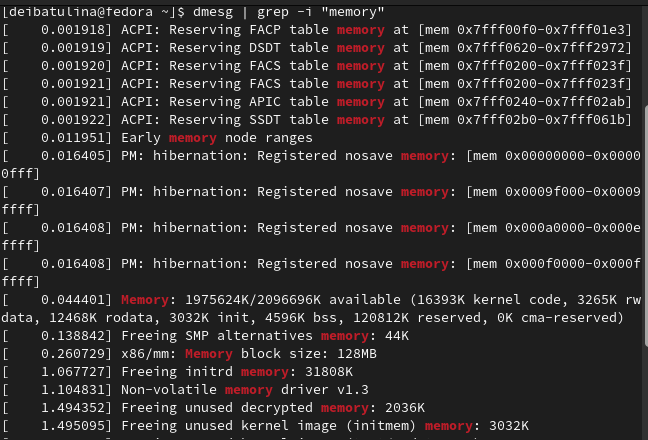 [deibatulina@fedora ~]$ dmesg | grep -i "memory"
[    0.001918] ACPI: Reserving FACP table memory at [mem 0x7fff00f0-0x7fff01e3]
[    0.001919] ACPI: Reserving DSDT table memory at [mem 0x7fff0620-0x7fff2972]
[    0.001920] ACPI: Reserving FACS table memory at [mem 0x7fff0200-0x7fff023f]
[    0.001921] ACPI: Reserving FACS table memory at [mem 0x7fff0200-0x7fff023f]
[    0.001921] ACPI: Reserving APIC table memory at [mem 0x7fff0240-0x7fff02ab]
[    0.001922] ACPI: Reserving SSDT table memory at [mem 0x7fff02b0-0x7fff061b]
[    0.011951] Early memory node ranges
[    0.016405] PM: hibernation: Registered nosave memory: [mem 0x00000000-0x0000
0fff]
[    0.016407] PM: hibernation: Registered nosave memory: [mem 0x0009f000-0x0009
ffff]
[    0.016408] PM: hibernation: Registered nosave memory: [mem 0x000a0000-0x000e
ffff]
[    0.016408] PM: hibernation: Registered nosave memory: [mem 0x000f0000-0x000f
ffff]
[    0.044401] Memory: 1975624K/2096696K available (16393K kernel code, 3265K rw
data, 12468K rodata, 3032K init, 4596K bss, 120812K reserved, 0K cma-reserved)
[    0.138842] Freeing SMP alternatives memory: 44K
[    0.260729] x86/mm: Memory block size: 128MB
[    1.067727] Freeing initrd memory: 31808K
[    1.104831] Non-volatile memory driver v1.3
[    1.494352] Freeing unused decrypted memory: 2036K
[    1.495095] Freeing unused kernel image (initmem) memory: 3032K